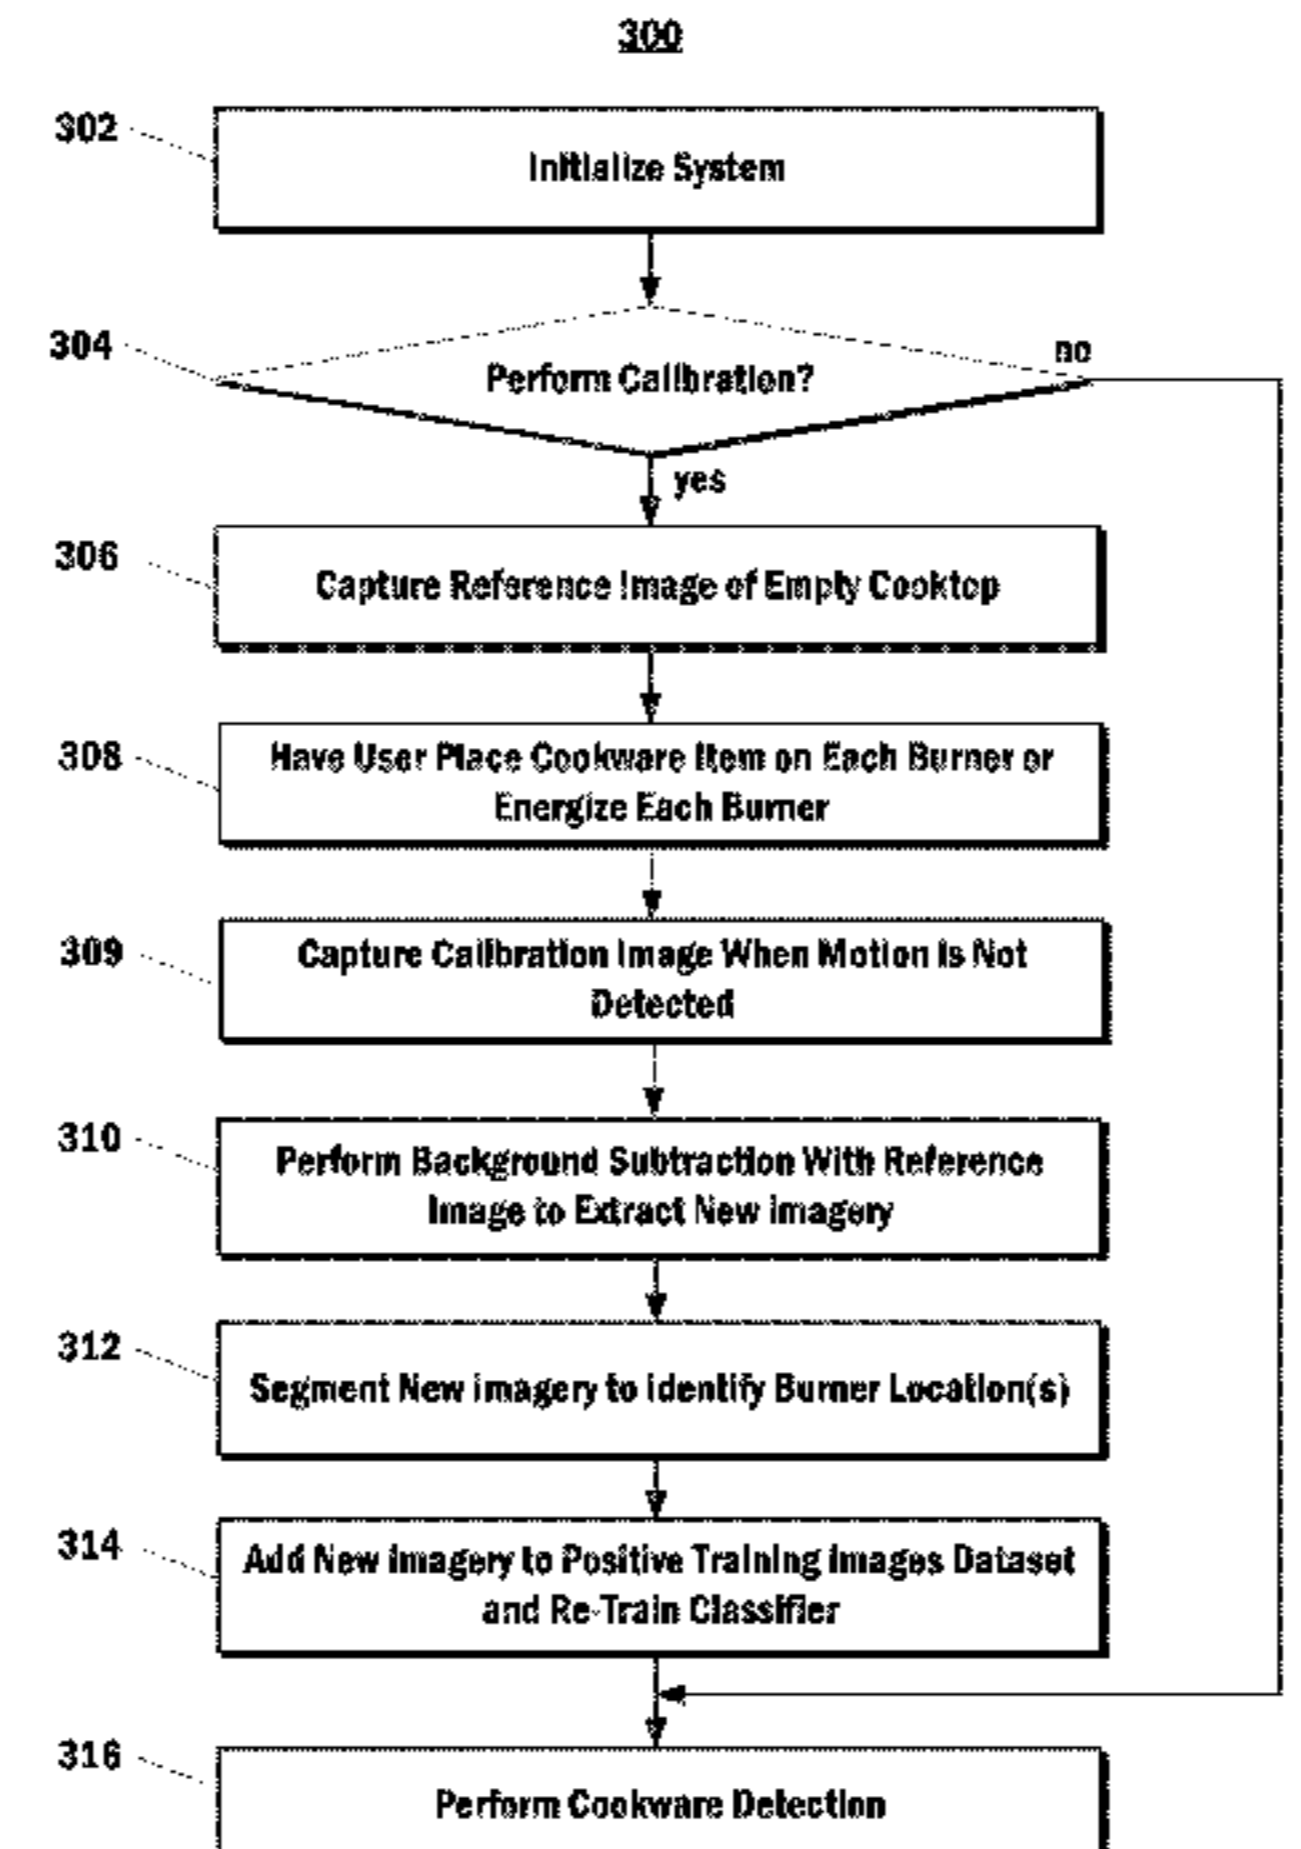 300
302
Initialize System
304
Perform Calibration?
no
yes
306
Capture Reference Image of Empty Cooktop
308
Have User Place Cookware Item on Each Burner or
Energize Each Burner
309
Capture Calibration Image When Motion Is Not
Detected
310
Perform Background Subtraction With Reference
Image to Extract New imagery
312
Segment New imagery to identify Burner Location(s)
314
Add New imagery to Positive Training images Dataset
and Re-Train Classifier
316
Perform Cookware Detection